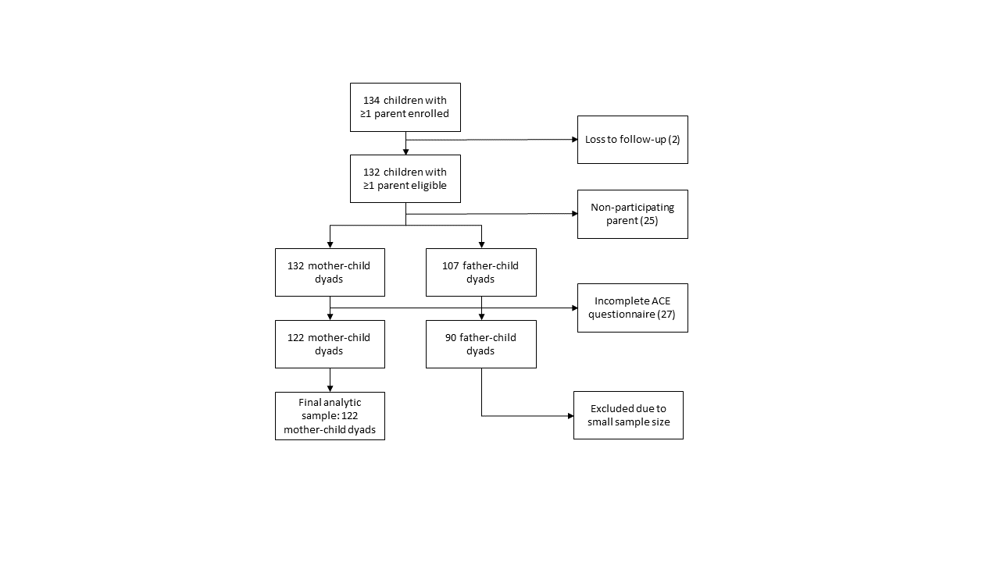 134 children with
≥1 parent enrolled
Loss to follow-up (2)
132 children with
≥1 parent eligible
Non-participating
parent (25)
132 mother-child
dyads
107 father-child
dyads
Incomplete ACE
questionnaire (27)
122 mother-child
dyads
90 father-child
dyads
Final analytic
sample: 122
mother-child dyads
Excluded due to
small sample size